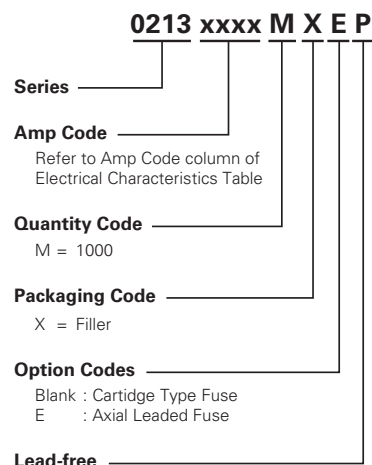 0213 xxxx M X E P
Series
Amp Code
Refer to Amp Code column of
Electrical Characteristics Table
Quantity Code
M = 1000
Packaging Code
X = Filler
Option Codes
Blank : Cartidge Type Fuse
E : Axial Leaded Fuse
Lead-free